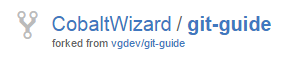 CobaltWizard / git-guide
forked from vgdev/git-guide